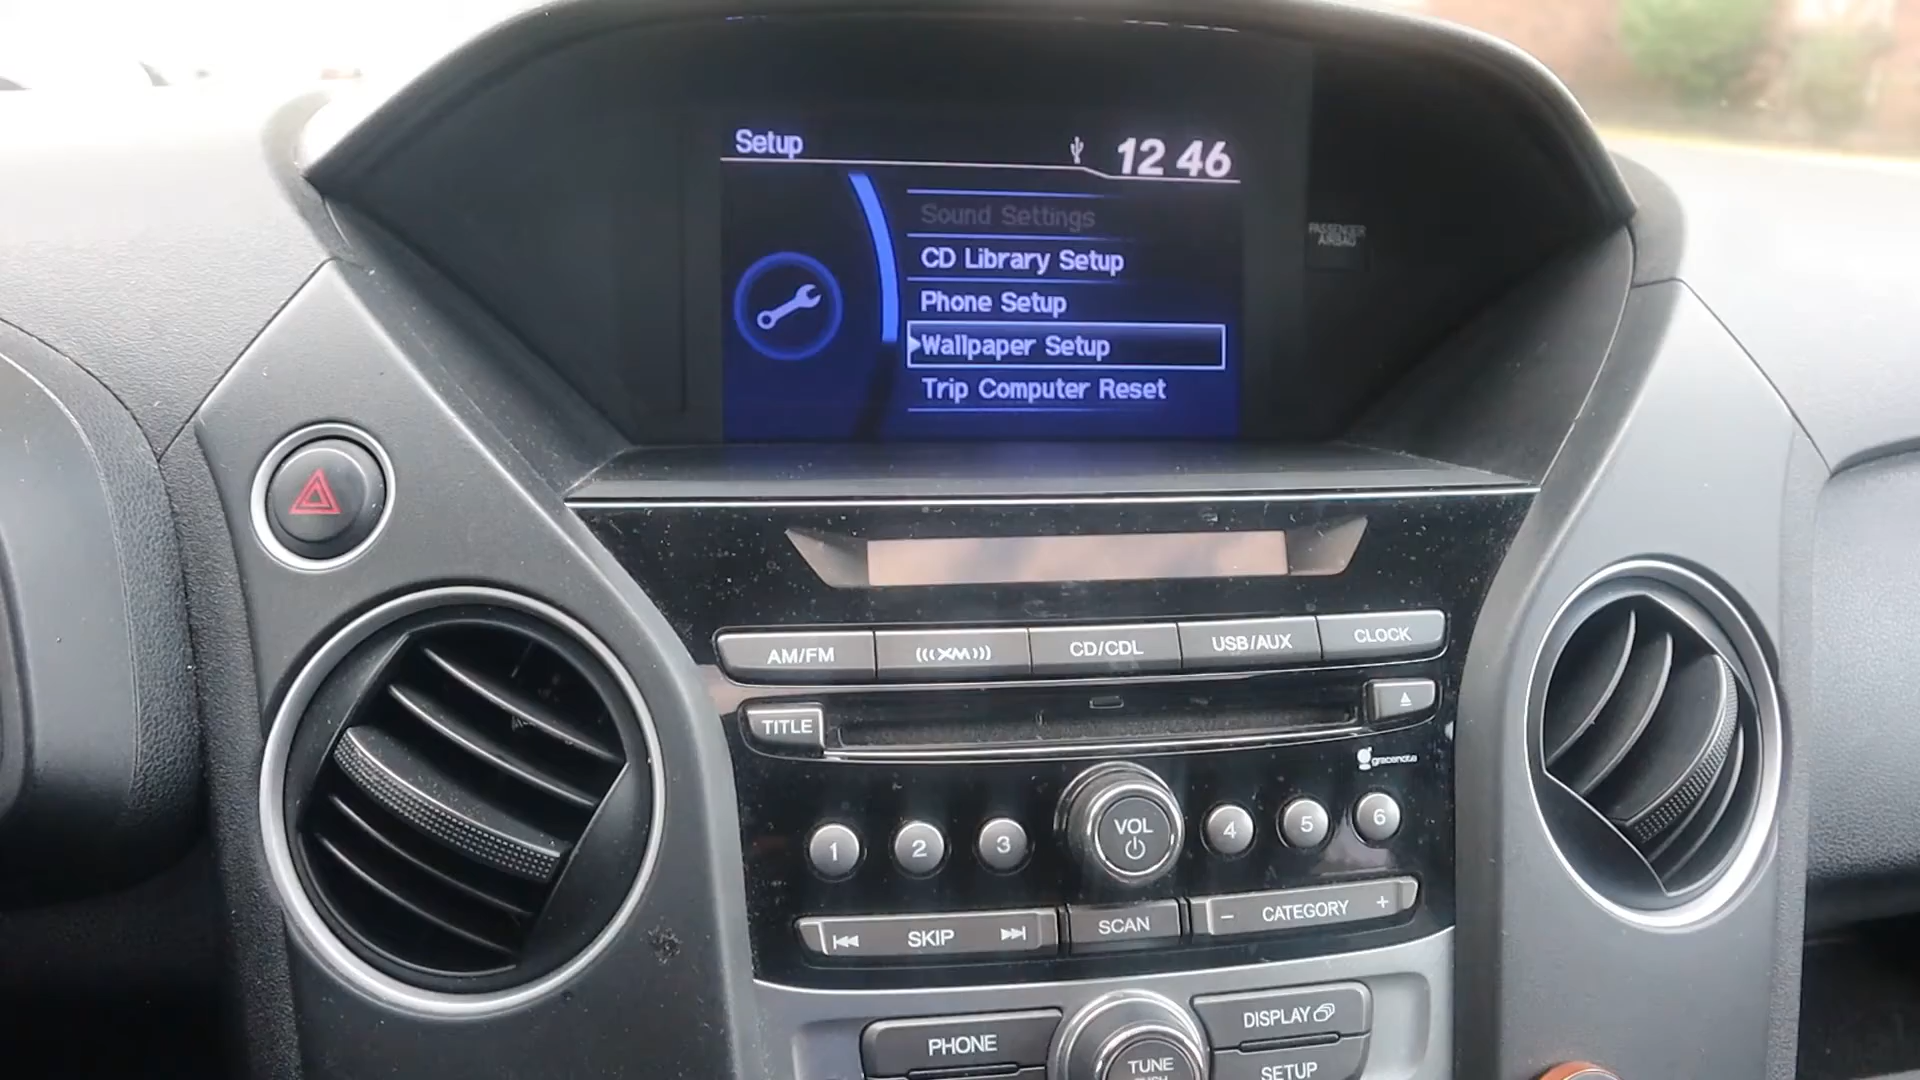 Setup
12 46
Sound Settings
CD Library Setup
Phone Setup
Wallpaper Setup
Trip Computer Reset
PASSENGER
AIRBAG
AM/FM
XM
CD/CDL
USB/AUX
CLOCK
TITLE
gracenote
VOL
1
2
3
4
5
6
SKIP
SCAN
- CATEGORY +
PHONE
DISPLAY
TUNE
SETUP